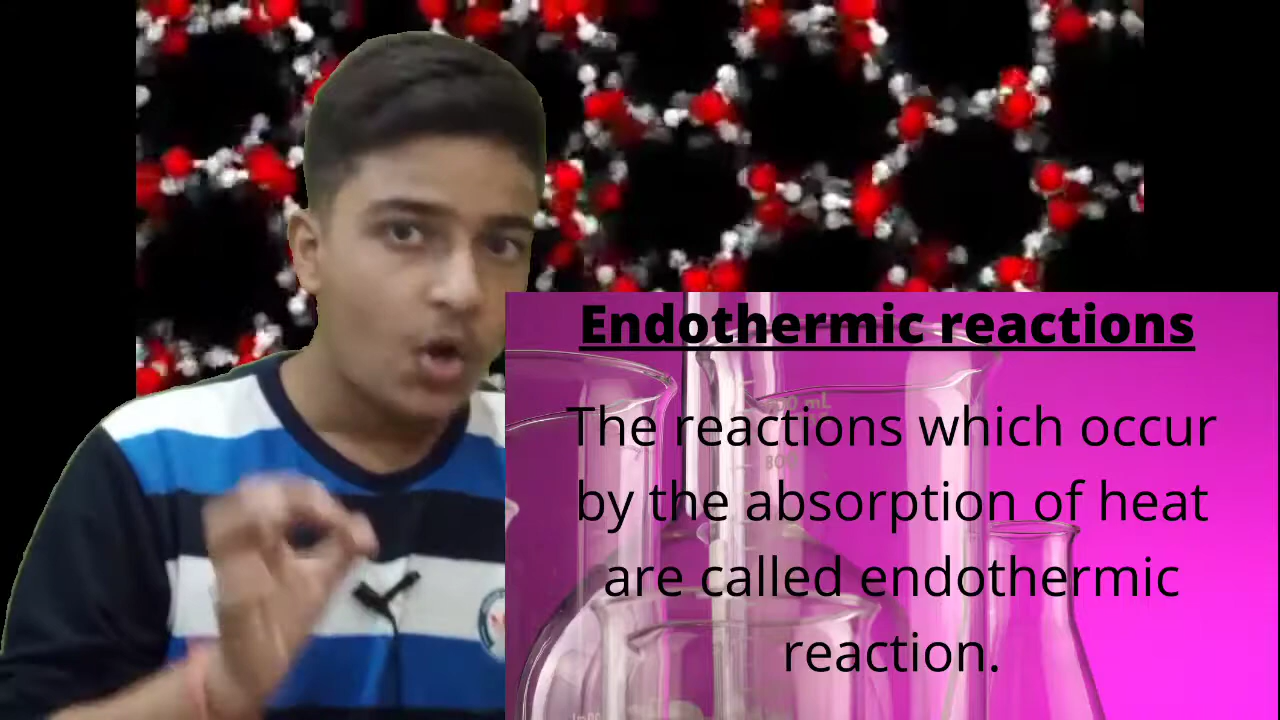 Endothermic reactions
The reactions which occur
by the absorption of heat
are called endothermic
reaction.